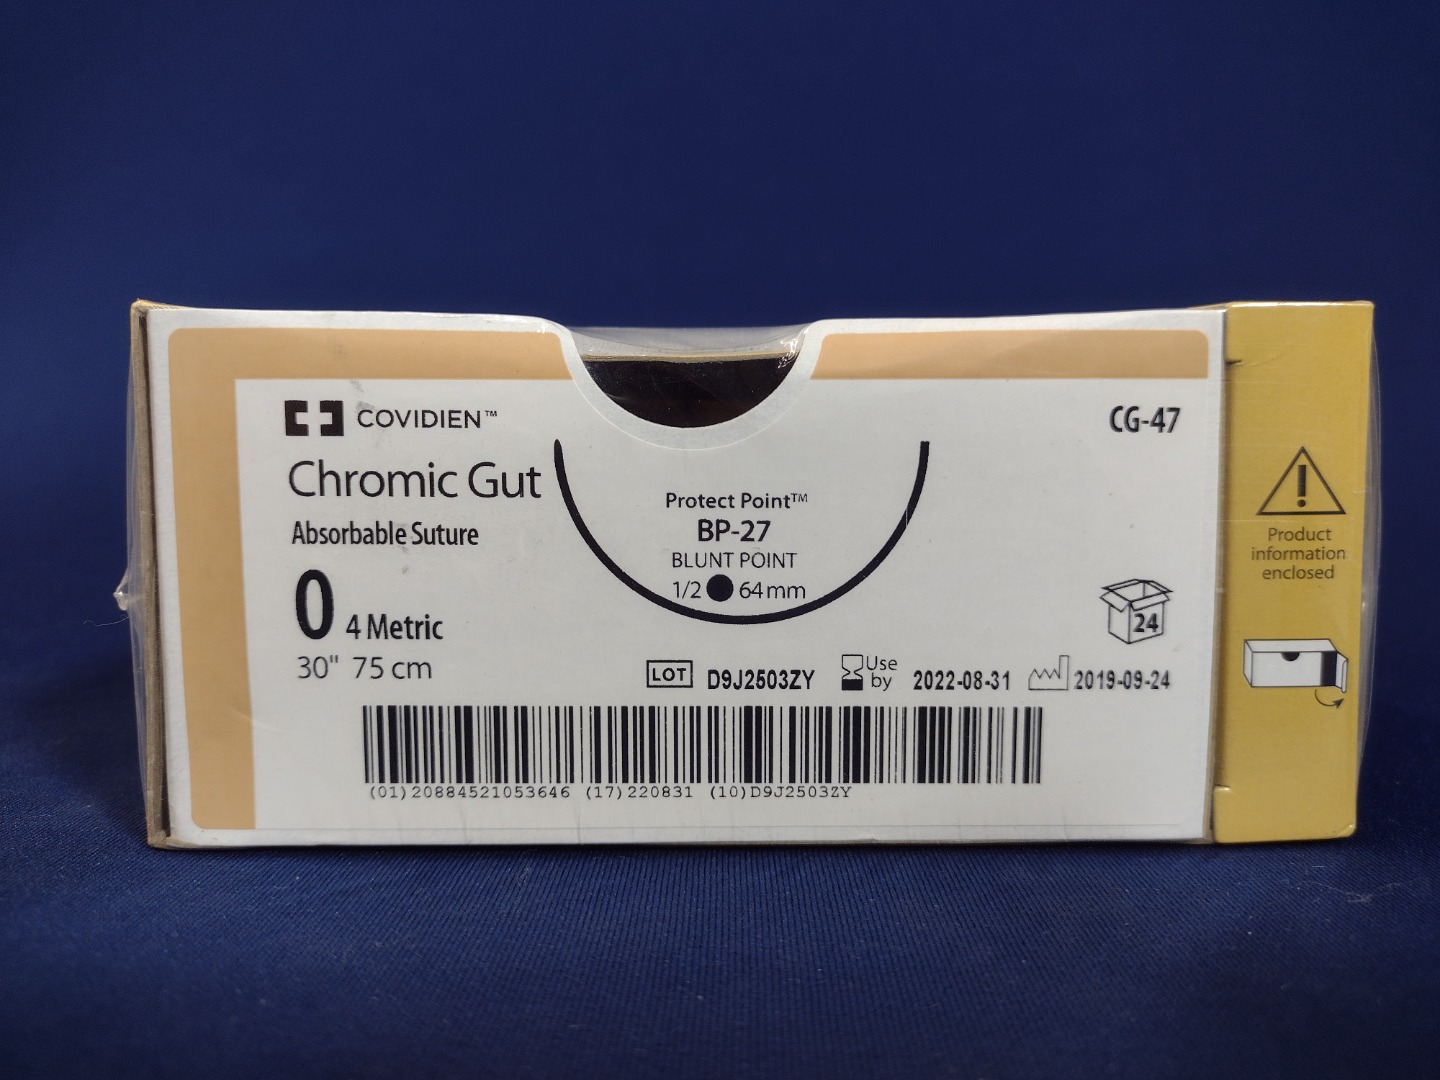 COVIDIEN™
CG-47
Chromic Gut
Absorbable Suture
0 4 Metric
30" 75 cm
Protect Point™
BP-27
BLUNT POINT
1/2 64 mm
24
LOT D9J2503ZY Use by 2022-08-31 2019-09-24
(01)20884521053646 (17)220831 (10)D9J2503ZY
!
Product
information
enclosed